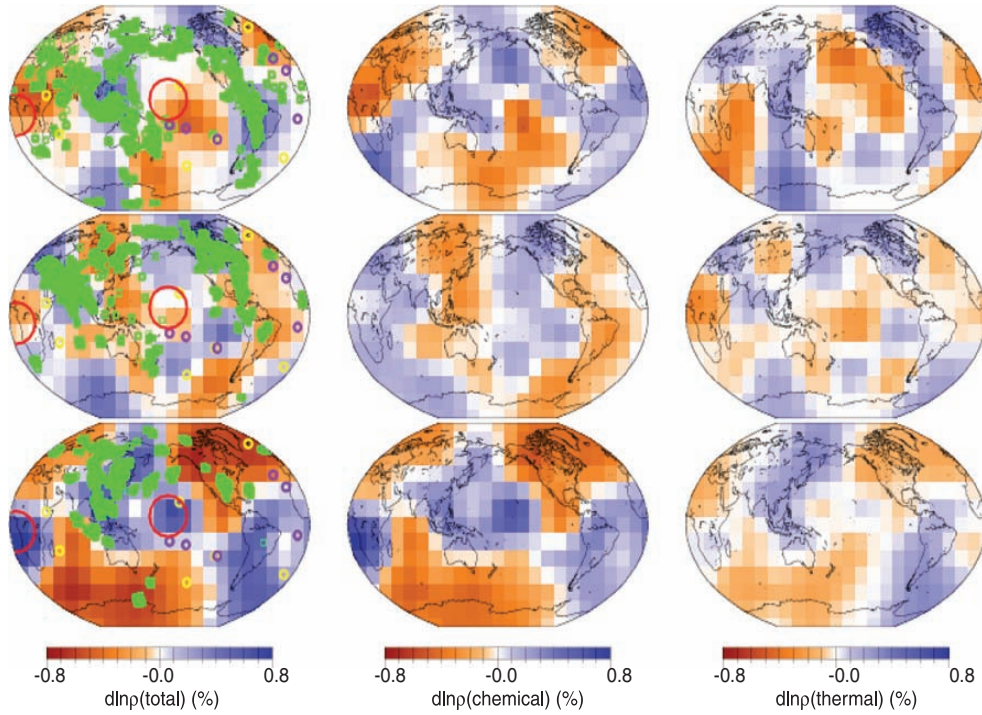 -0.8 -0.0 0.8 -0.8 -0.0 0.8 -0.8 -0.0 0.8
dlnρ(total) (%) dlnρ(chemical) (%) dlnρ(thermal) (%)